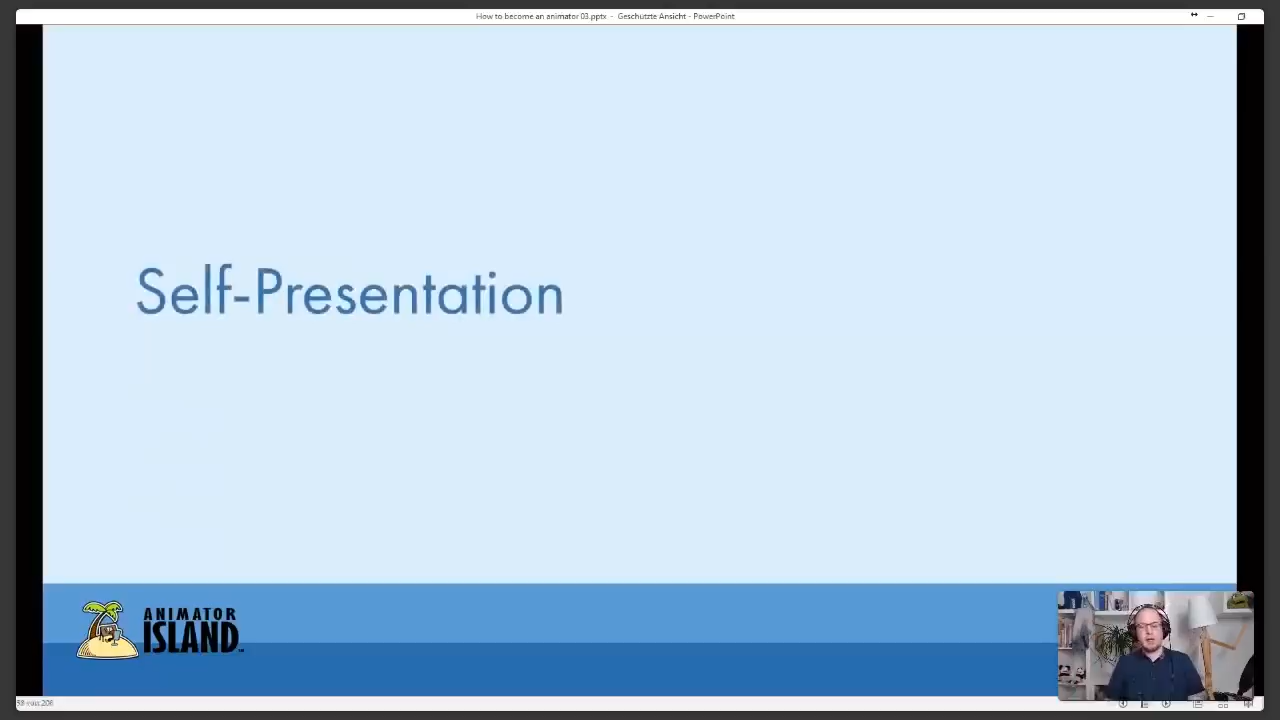 How to become an animator 03.pptx - Geschützte Ansicht - PowerPoint
Self-Presentation
ANIMATOR
ISLAND